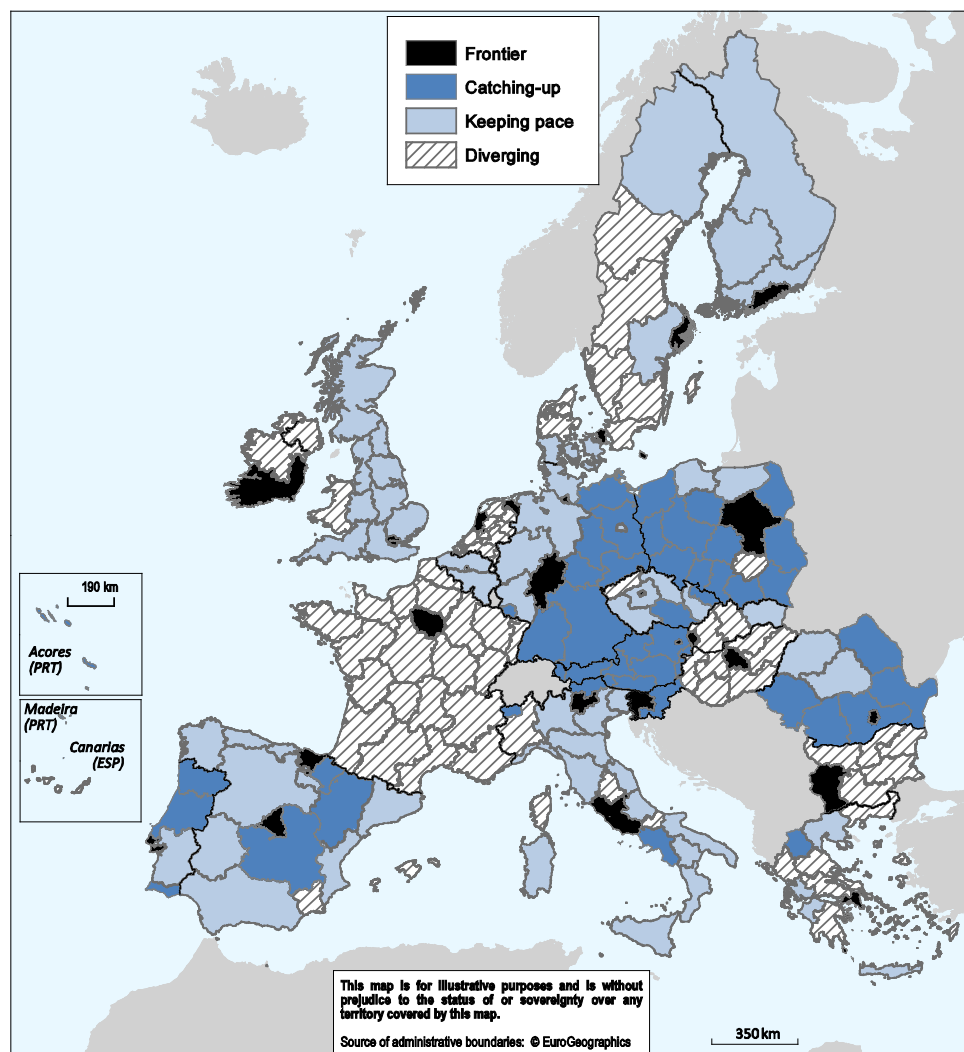 Frontier
Catching-up
Keeping pace
Diverging
190 km
Acores
(PRT)
Madeira
(PRT)
Canarias
(ESP)
This map is for illustrative purposes and is without
prejudice to the status of or sovereignty over any
territory covered by this map.
Source of administrative boundaries: © EuroGeographics
350 km